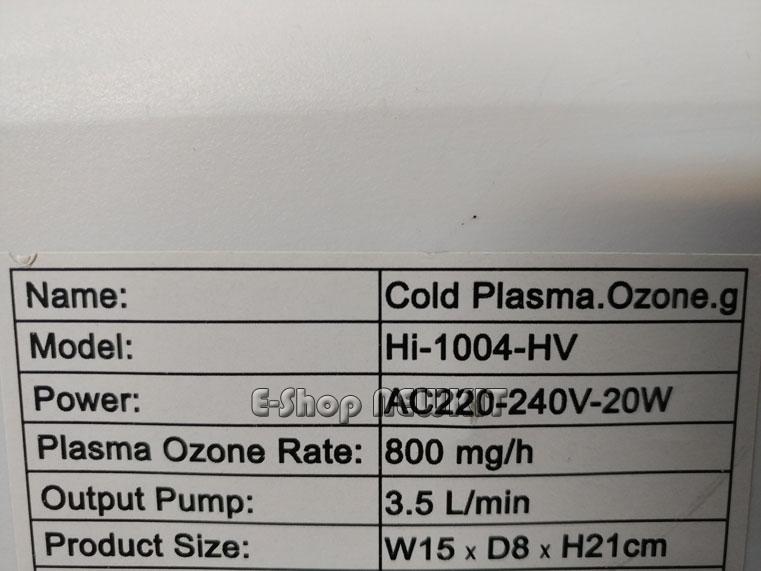 Name: Cold Plasma.Ozone.g
Model: Hi-1004-HV
Power: AC220-240V-20W
E-Shop NEWKIT
Plasma Ozone Rate: 800 mg/h
Output Pump: 3.5 L/min
Product Size: W15 x D8 x H21cm